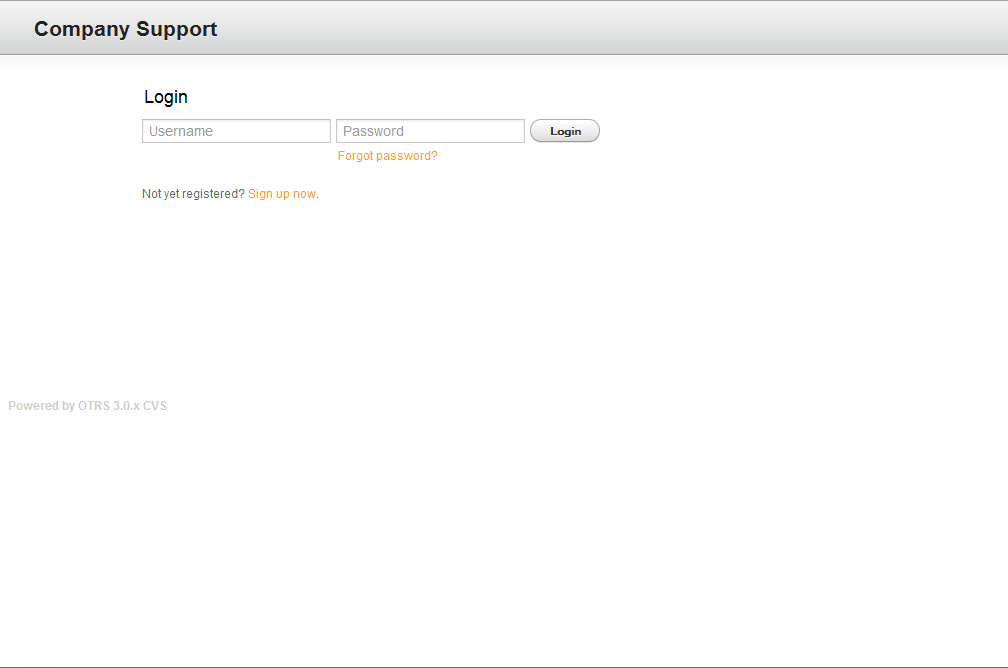 Company Support
Login
Username Password Login
Forgot password?
Not yet registered? Sign up now.
Powered by OTRS 3.0.x CVS